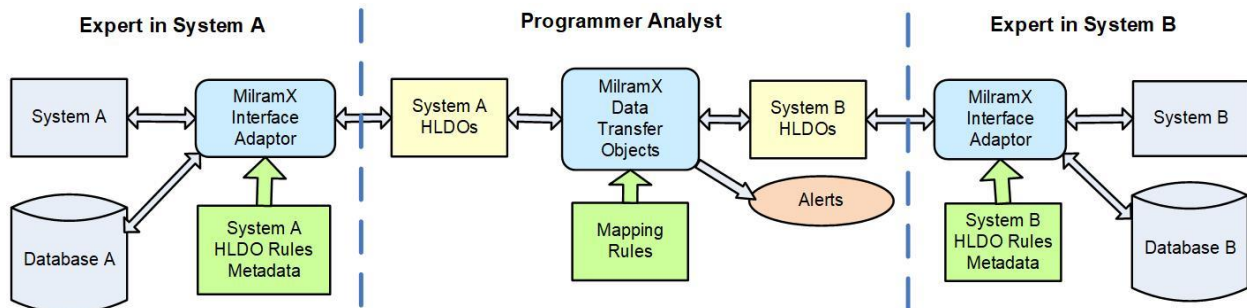 Expert in System A
Programmer Analyst
Expert in System B
System A
MilramX
Interface
Adaptor
System A
HLDOs
MilramX
Data
Transfer
Objects
System B
HLDOs
MilramX
Interface
Adaptor
System B
Database A
System A
HLDO Rules
Metadata
Mapping
Rules
Alerts
System B
HLDO Rules
Metadata
Database B